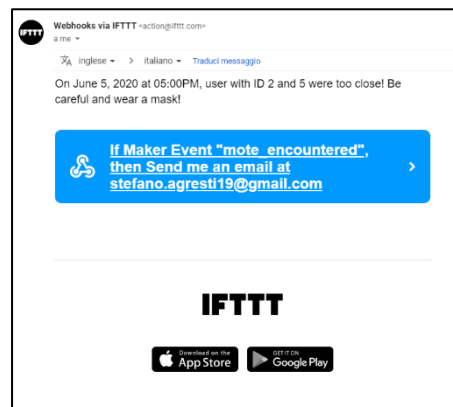 IFTTT
Webhooks via IFTTT <action@ifttt.com>
a me
inglese > italiano Traduci messaggio
On June 5, 2020 at 05:00PM, user with ID 2 and 5 were too close! Be
careful and wear a mask!
If Maker Event "mote_encountered",
then Send me an email at
stefano.agresti19@gmail.com
IFTTT
Download on the
App Store
GET IT ON
Google Play